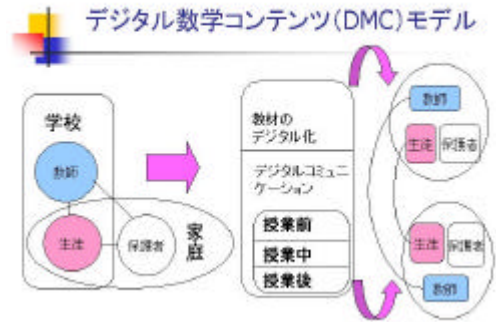 デジタル数学コンテンツ(DMC)モデル
学校
教師
生徒
保護者
家庭
教材の
デジタル化
デジタルコミュニ
ケーション
授業前
授業中
授業後
教師
生徒
保護者
生徒
保護者
教師